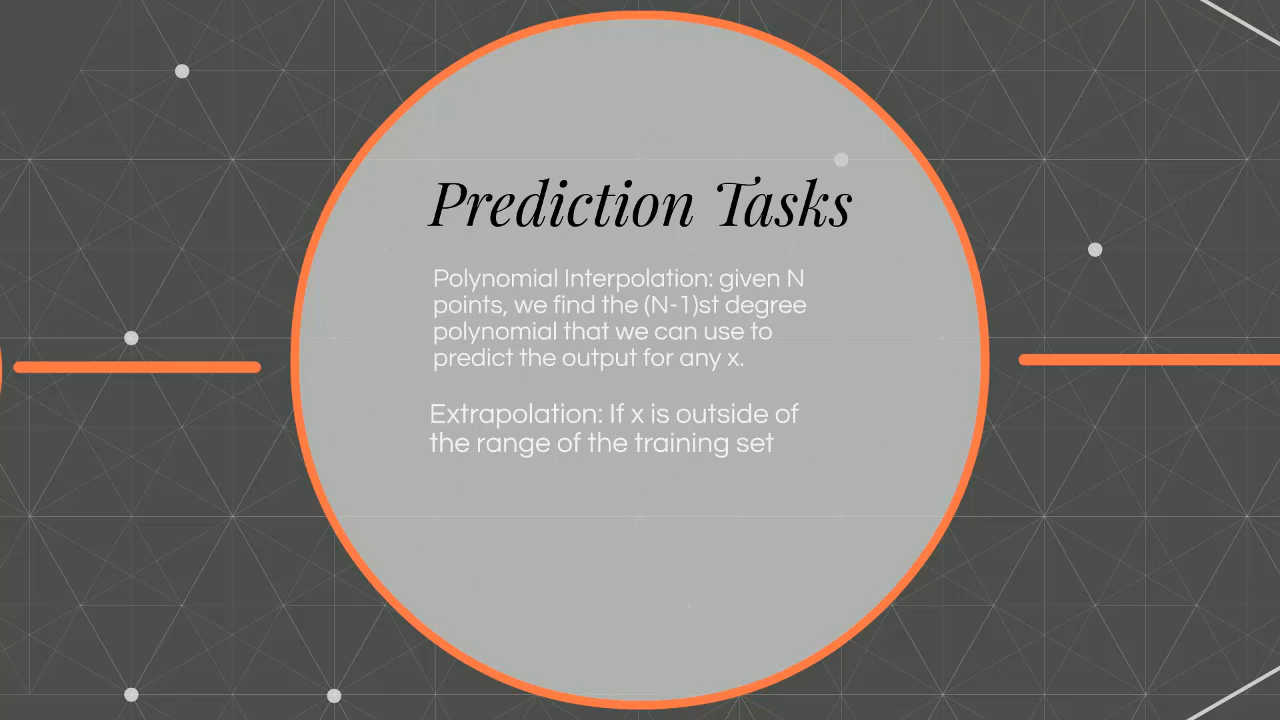 Prediction Tasks
Polynomial Interpolation: given N
points, we find the (N-1)st degree
polynomial that we can use to
predict the output for any x.
Extrapolation: If x is outside of
the range of the training set